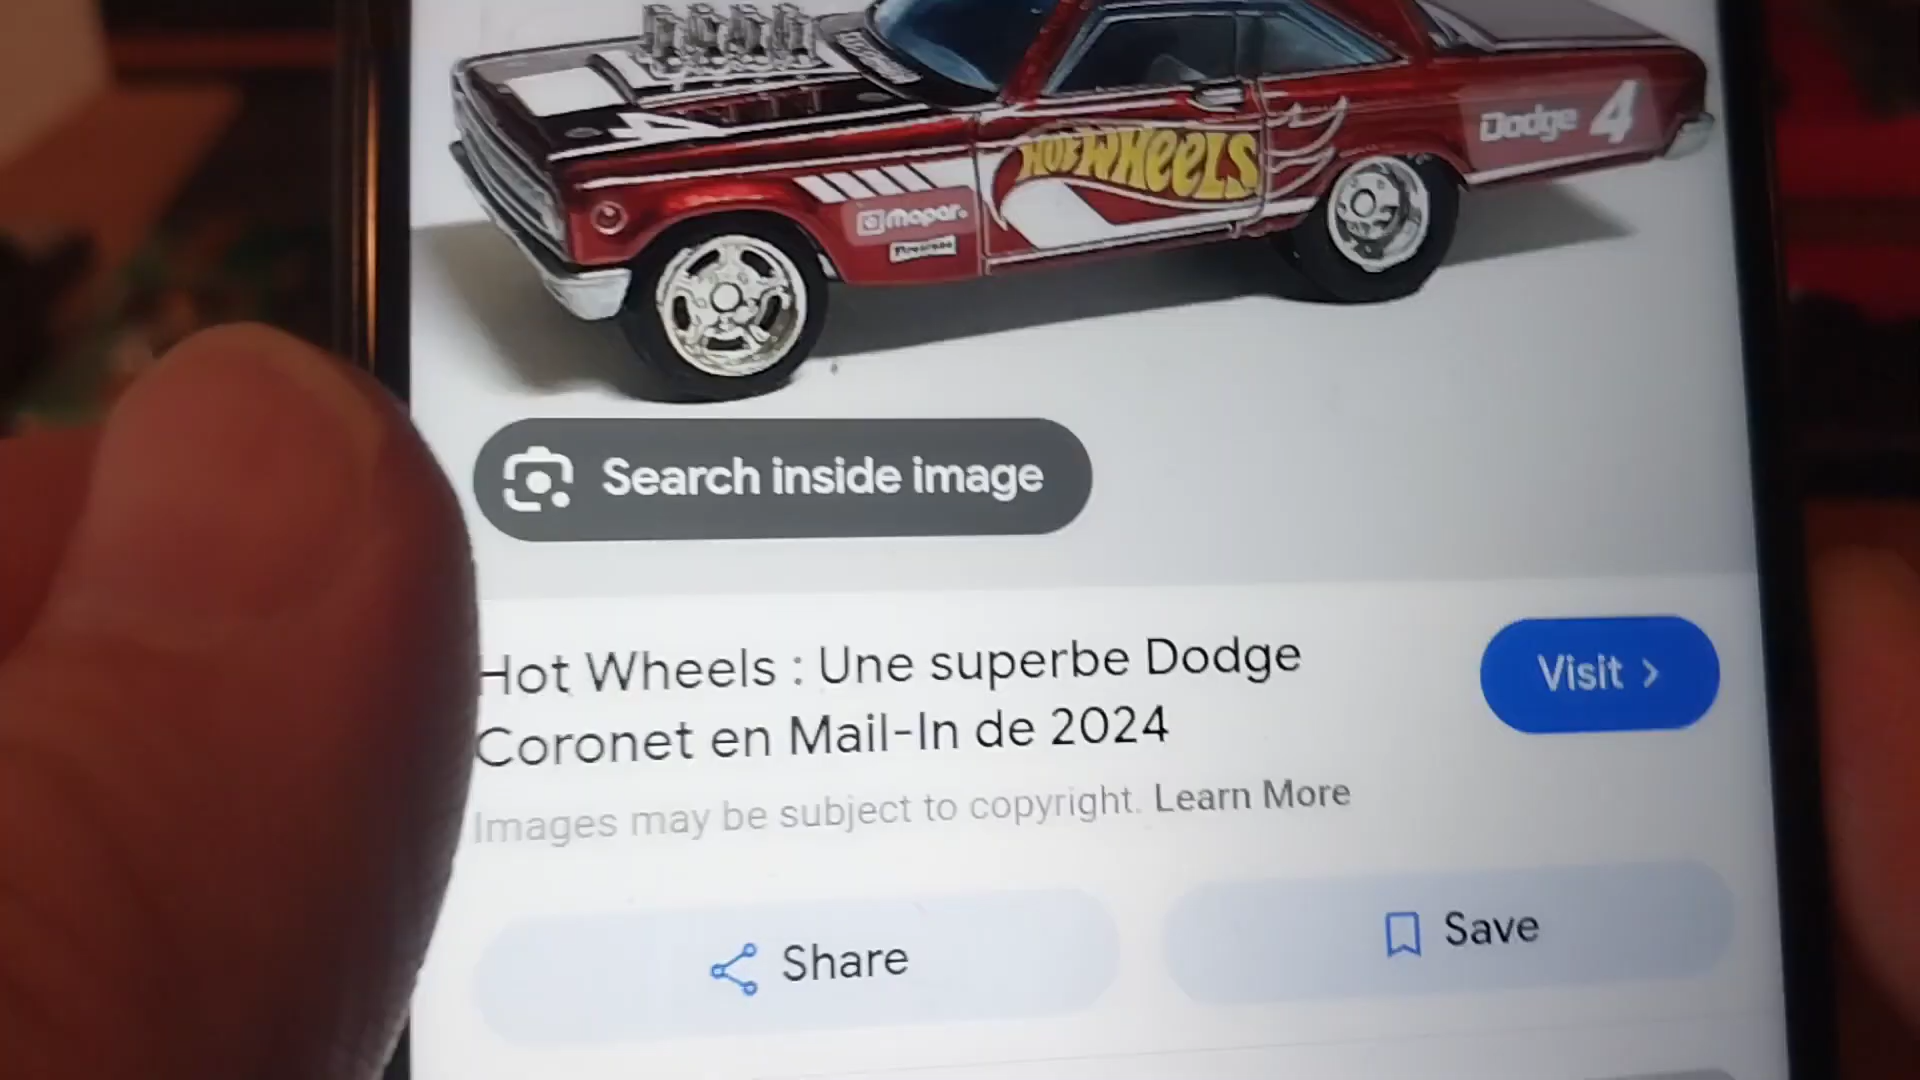 Dodge 4
HOT WHEELS
mopar
Firestone
Search inside image
Hot Wheels : Une superbe Dodge
Coronet en Mail-In de 2024
Visit >
Images may be subject to copyright. Learn More
Share
Save